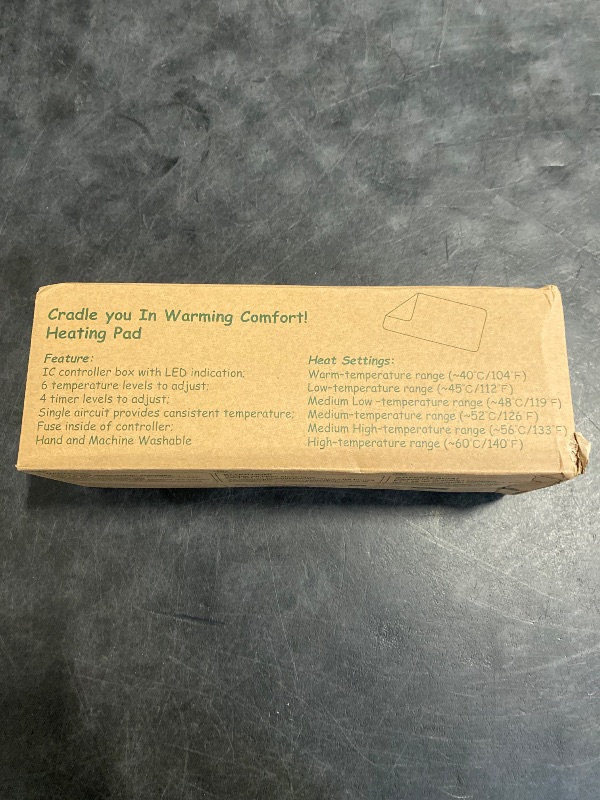 Cradle you In Warming Comfort!
Heating Pad
Feature:
IC controller box with LED indication;
6 temperature levels to adjust;
4 timer levels to adjust;
Single aircuit provides cansistent temperature;
Fuse inside of controller;
Hand and Machine Washable
Heat Settings:
Warm-temperature range (~40°C/104°F)
Low-temperature range (~45°C/112°F)
Medium Low -temperature range (~48°C/119°F)
Medium-temperature range (~52°C/126°F)
Medium High-temperature range (~56°C/133°F)
High-temperature range (~60°C/140°F)